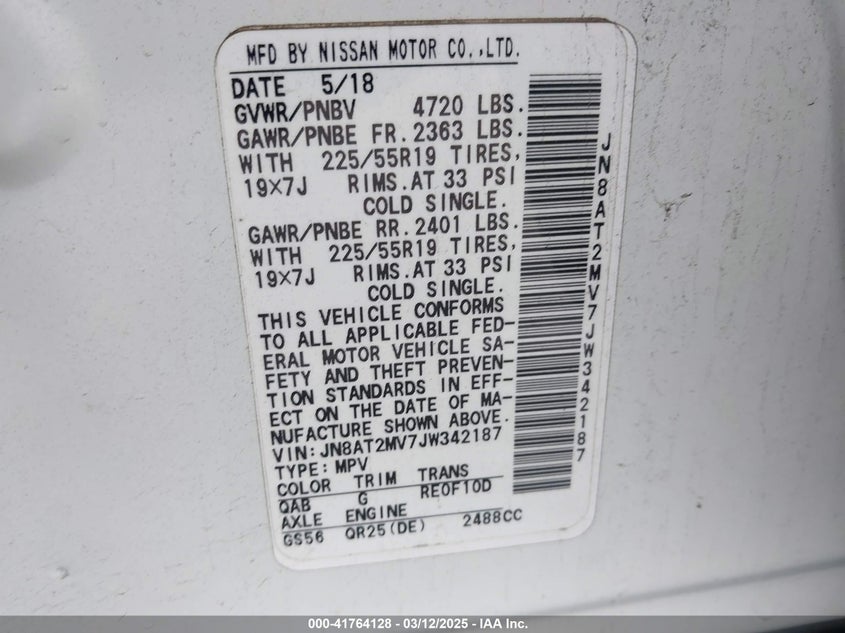 MFD BY NISSAN MOTOR CO.,LTD.
DATE 5/18
GVWR/PNBV 4720 LBS.
GAWR/PNBE FR. 2363 LBS.
WITH 225/55R19 TIRES,
19×7J RIMS.AT 33 PSI
COLD SINGLE.
GAWR/PNBE RR. 2401 LBS.
WITH 225/55R19 TIRES,
19×7J RIMS.AT 33 PSI
COLD SINGLE.
THIS VEHICLE CONFORMS
TO ALL APPLICABLE FED-
ERAL MOTOR VEHICLE SA-
FETY AND THEFT PREVEN-
TION STANDARDS IN EFF-
ECT ON THE DATE OF MA-
NUFACTURE SHOWN ABOVE.
VIN:JN8AT2MV7JW342187
TYPE:MPV
COLOR TRIM TRANS
QAB G RE0F10D
AXLE ENGINE
GS56 QR25(DE) 2488CC
JN8AT2MV7JW342187
000-41764128 - 03/12/2025 - IAA Inc.